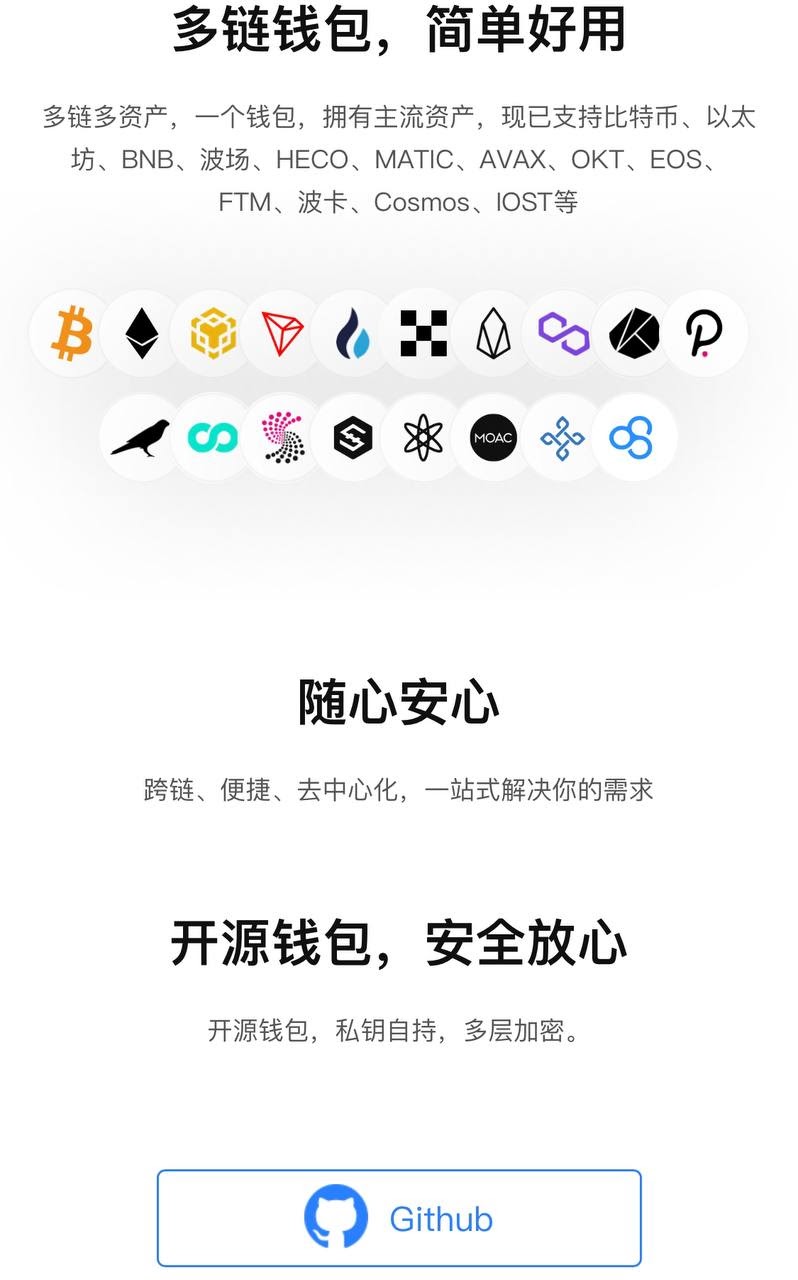 多链钱包，简单好用
多链多资产，一个钱包，拥有主流资产，现已支持比特币、以太
坊、BNB、波场、HECO、MATIC、AVAX、OKT、EOS、
FTM、波卡、Cosmos、IOST等
MOAC
随心安心
跨链、便捷、去中心化，一站式解决你的需求
开源钱包，安全放心
开源钱包，私钥自持，多层加密。
Github